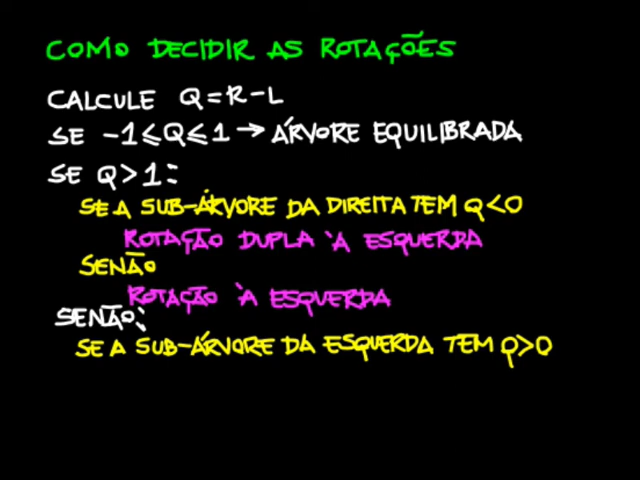 COMO DECIDIR AS ROTAÇÕES
CALCULE Q=R-L
SE -1≤Q≤1 → ÁRVORE EQUILIBRADA
SE Q>1:
SE A SUB-ÁRVORE DA DIREITA TEM Q<0
ROTAÇÃO DUPLA À ESQUERDA
SENÃO
ROTAÇÃO À ESQUERDA
SENÃO:
SE A SUB-ÁRVORE DA ESQUERDA TEM Q>0